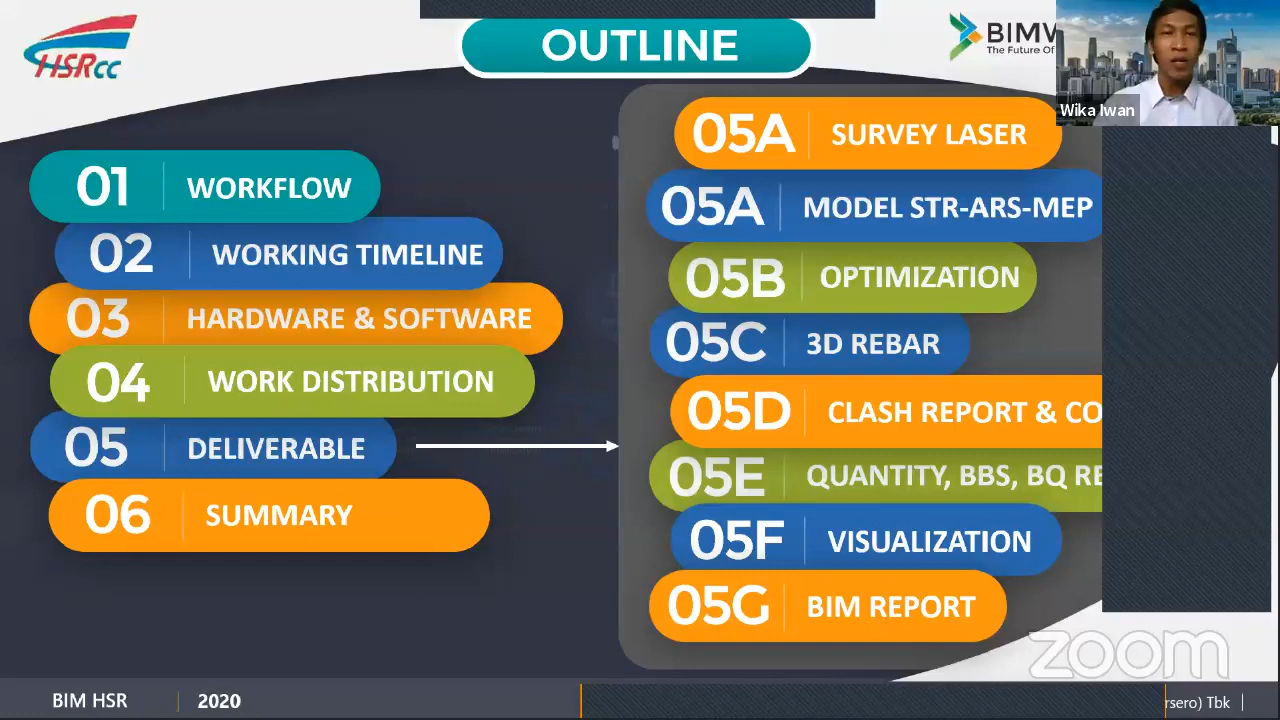 HSRcc
OUTLINE
BIMV
The Future Of
Wika Iwan
01 WORKFLOW
02 WORKING TIMELINE
03 HARDWARE & SOFTWARE
04 WORK DISTRIBUTION
05 DELIVERABLE
06 SUMMARY
05A SURVEY LASER
05A MODEL STR-ARS-MEP
05B OPTIMIZATION
05C 3D REBAR
05D CLASH REPORT & CO
05E QUANTITY, BBS, BQ RE
05F VISUALIZATION
05G BIM REPORT
zoom
BIM HSR 2020
rsero) Tbk